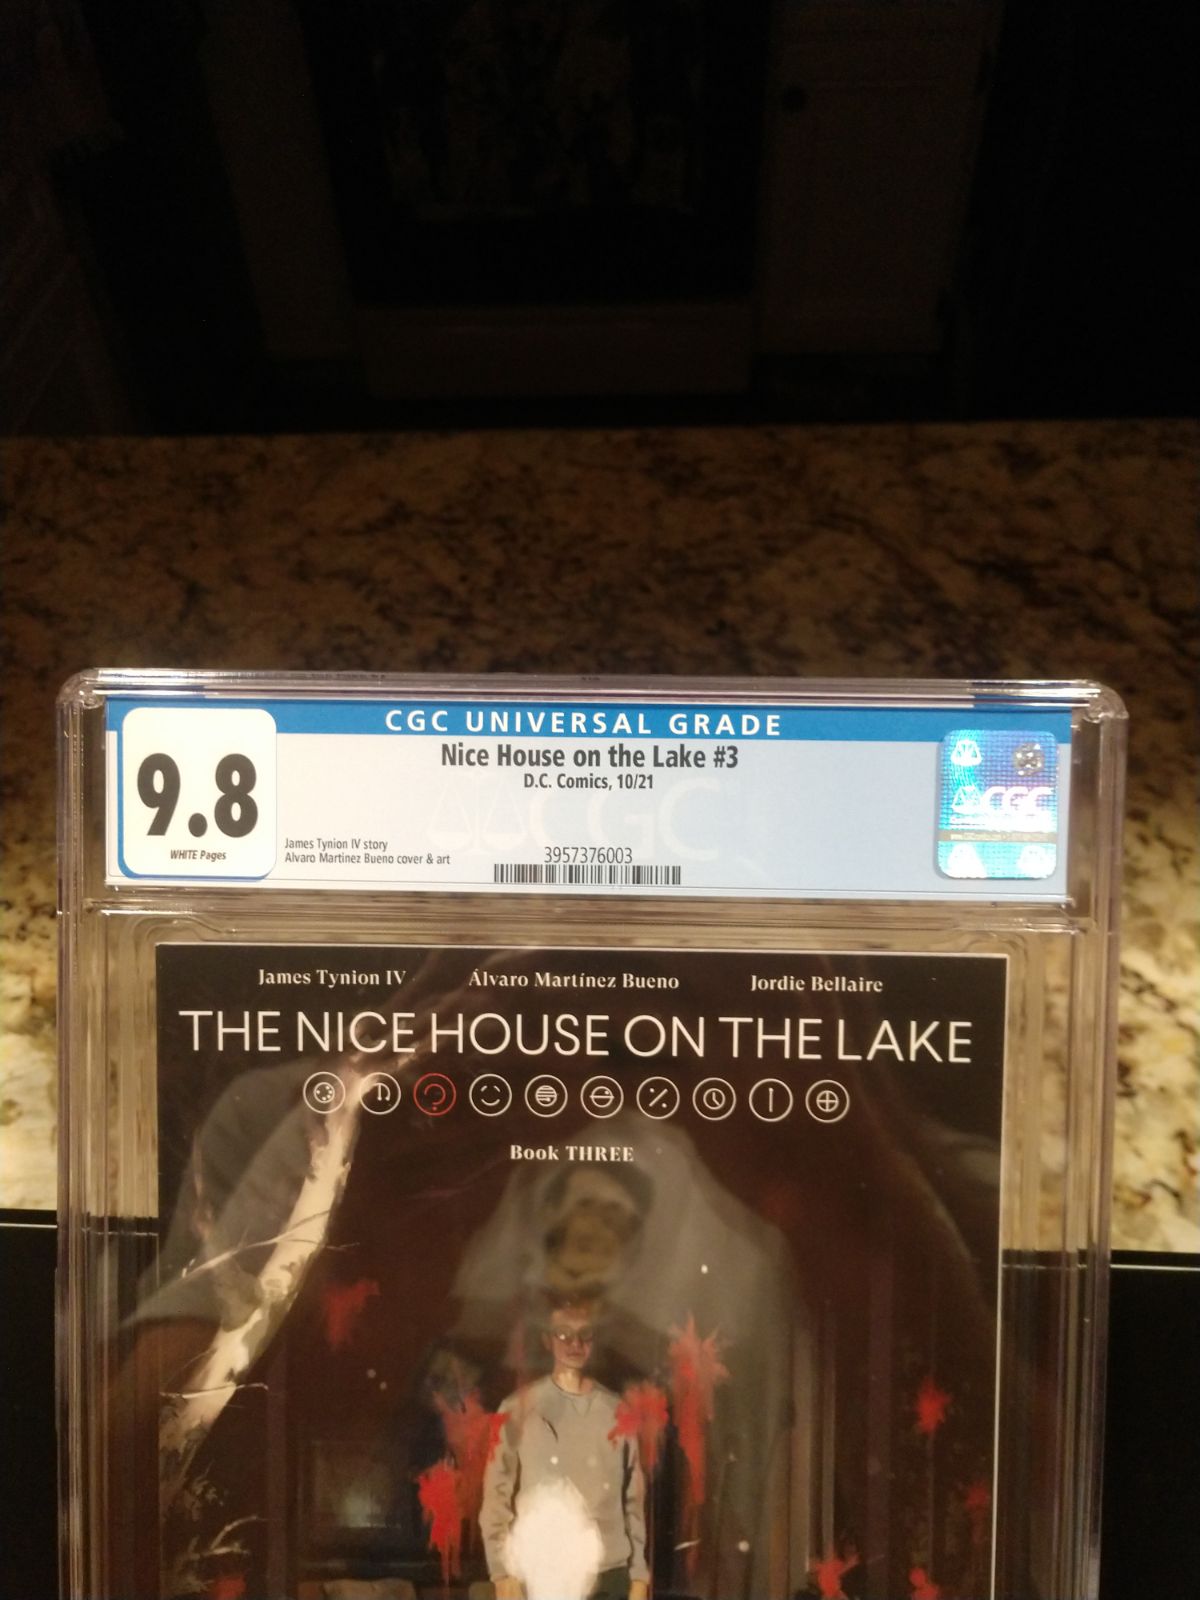 CGC UNIVERSAL GRADE
9.8
WHITE Pages
Nice House on the Lake #3
D.C. Comics, 10/21
James Tynion IV story
Alvaro Martinez Bueno cover & art
3957376003
CGC
James Tynion IV
Álvaro Martínez Bueno
Jordie Bellaire
THE NICE HOUSE ON THE LAKE
Book THREE